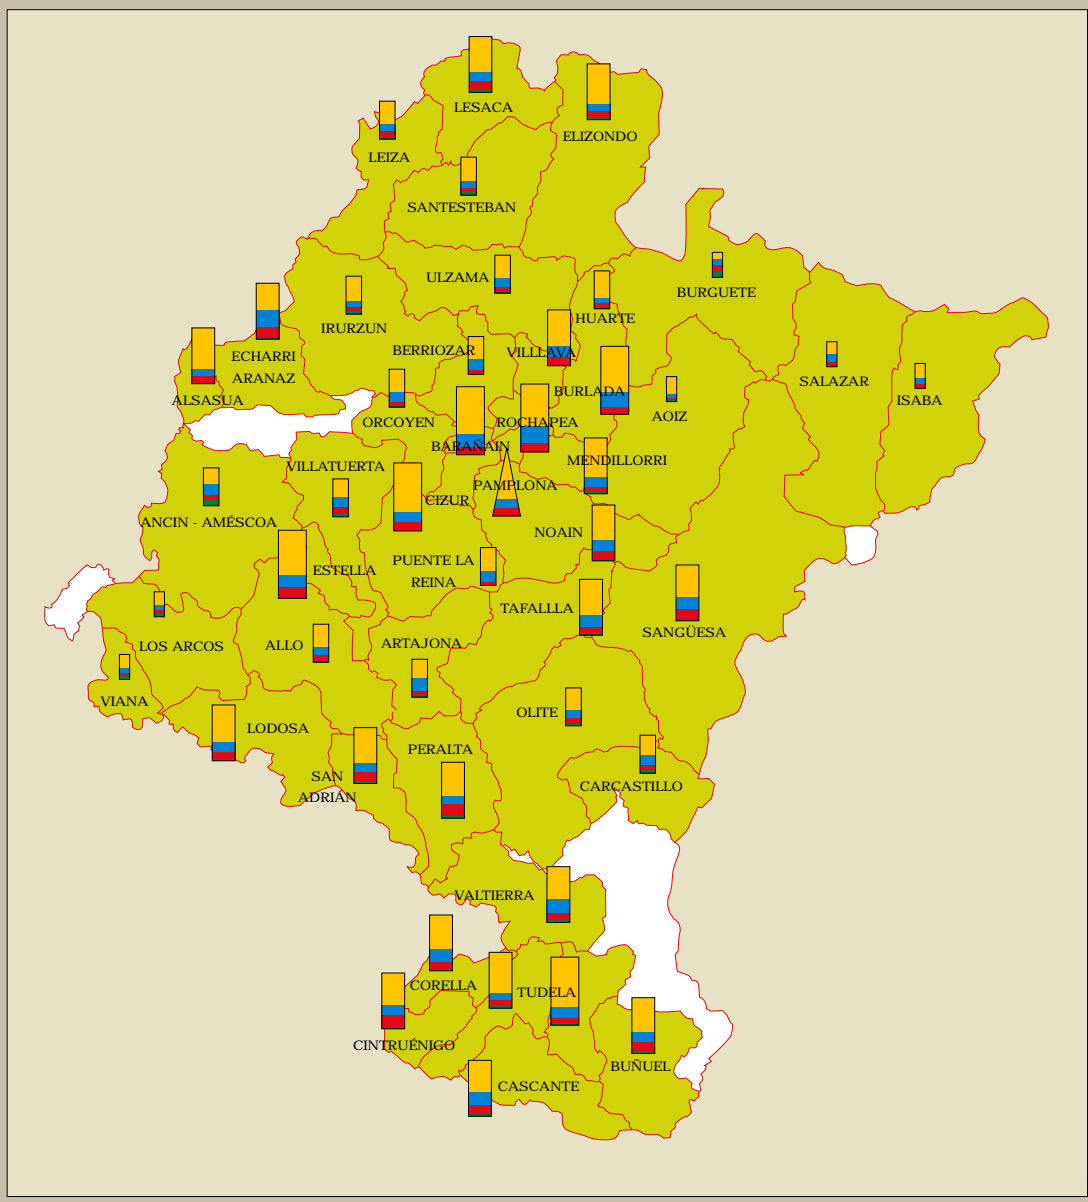 LESACA
ELIZONDO
LEIZA
SANTESTEBAN
ULZAMA
BURGUETE
HUARTE
IRURZUN
BERRIOZAR
VILLLAVA
ECHARRI
ARANAZ
SALAZAR
BURLADA
ALSASUA
ISABA
AOIZ
ORCOYEN
ROCHAPEA
BARAÑAIN
MENDILLORRI
VILLATUERTA
PAMPLONA
CIZUR
ANCIN - AMÉSCOA
NOAIN
PUENTE LA
REINA
ESTELLA
TAFALLLA
SANGÜESA
LOS ARCOS
ALLO
ARTAJONA
VIANA
OLITE
LODOSA
PERALTA
SAN
ADRIÁN
CARCASTILLO
VALTIERRA
CORELLA
TUDELA
CINTRUÉNIGO
BUÑUEL
CASCANTE